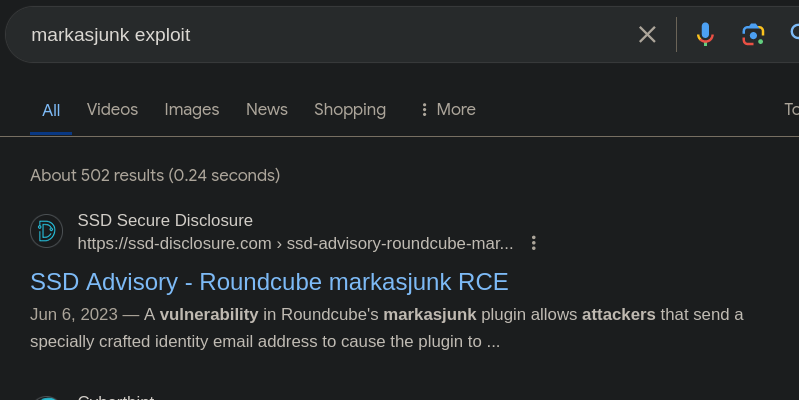 markasjunk exploit
All Videos Images News Shopping More To
About 502 results (0.24 seconds)
SSD Secure Disclosure
https://ssd-disclosure.com › ssd-advisory-roundcube-mar...
SSD Advisory - Roundcube markasjunk RCE
Jun 6, 2023 — A vulnerability in Roundcube's markasjunk plugin allows attackers that send a
specially crafted identity email address to cause the plugin to ...